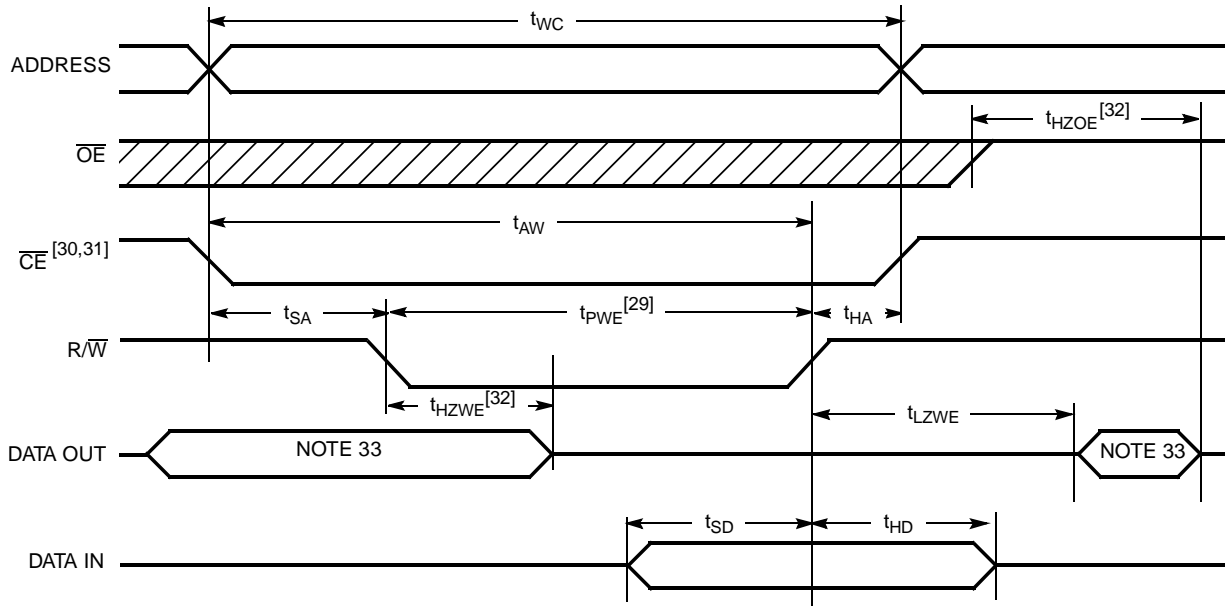 tWC
ADDRESS
tHZOE[32]
OE
tAW
CE[30,31]
tSA
tPWE[29]
tHA
R/W
tHZWE[32]
tLZWE
DATA OUT
NOTE 33
NOTE 33
tSD
tHD
DATA IN